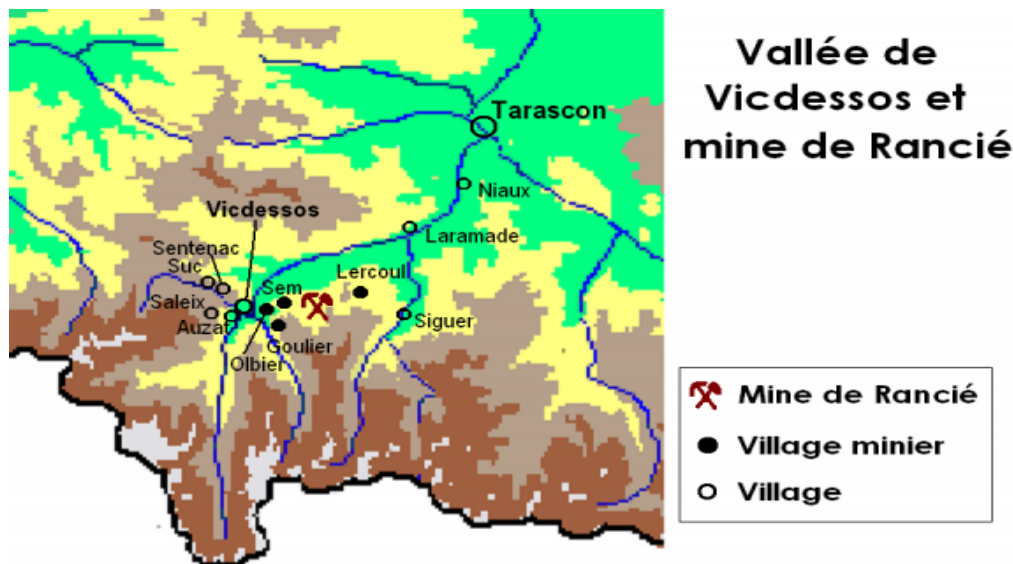 Vallée de
Vicdessos et
mine de Rancié
Tarascon
Niaux
Vicdessos
Laramade
Sentenac
Suc
Lercoull
Sem
Saleix
Siguer
Auzat
Goulier
Olbier
Mine de Rancié
Village minier
Village